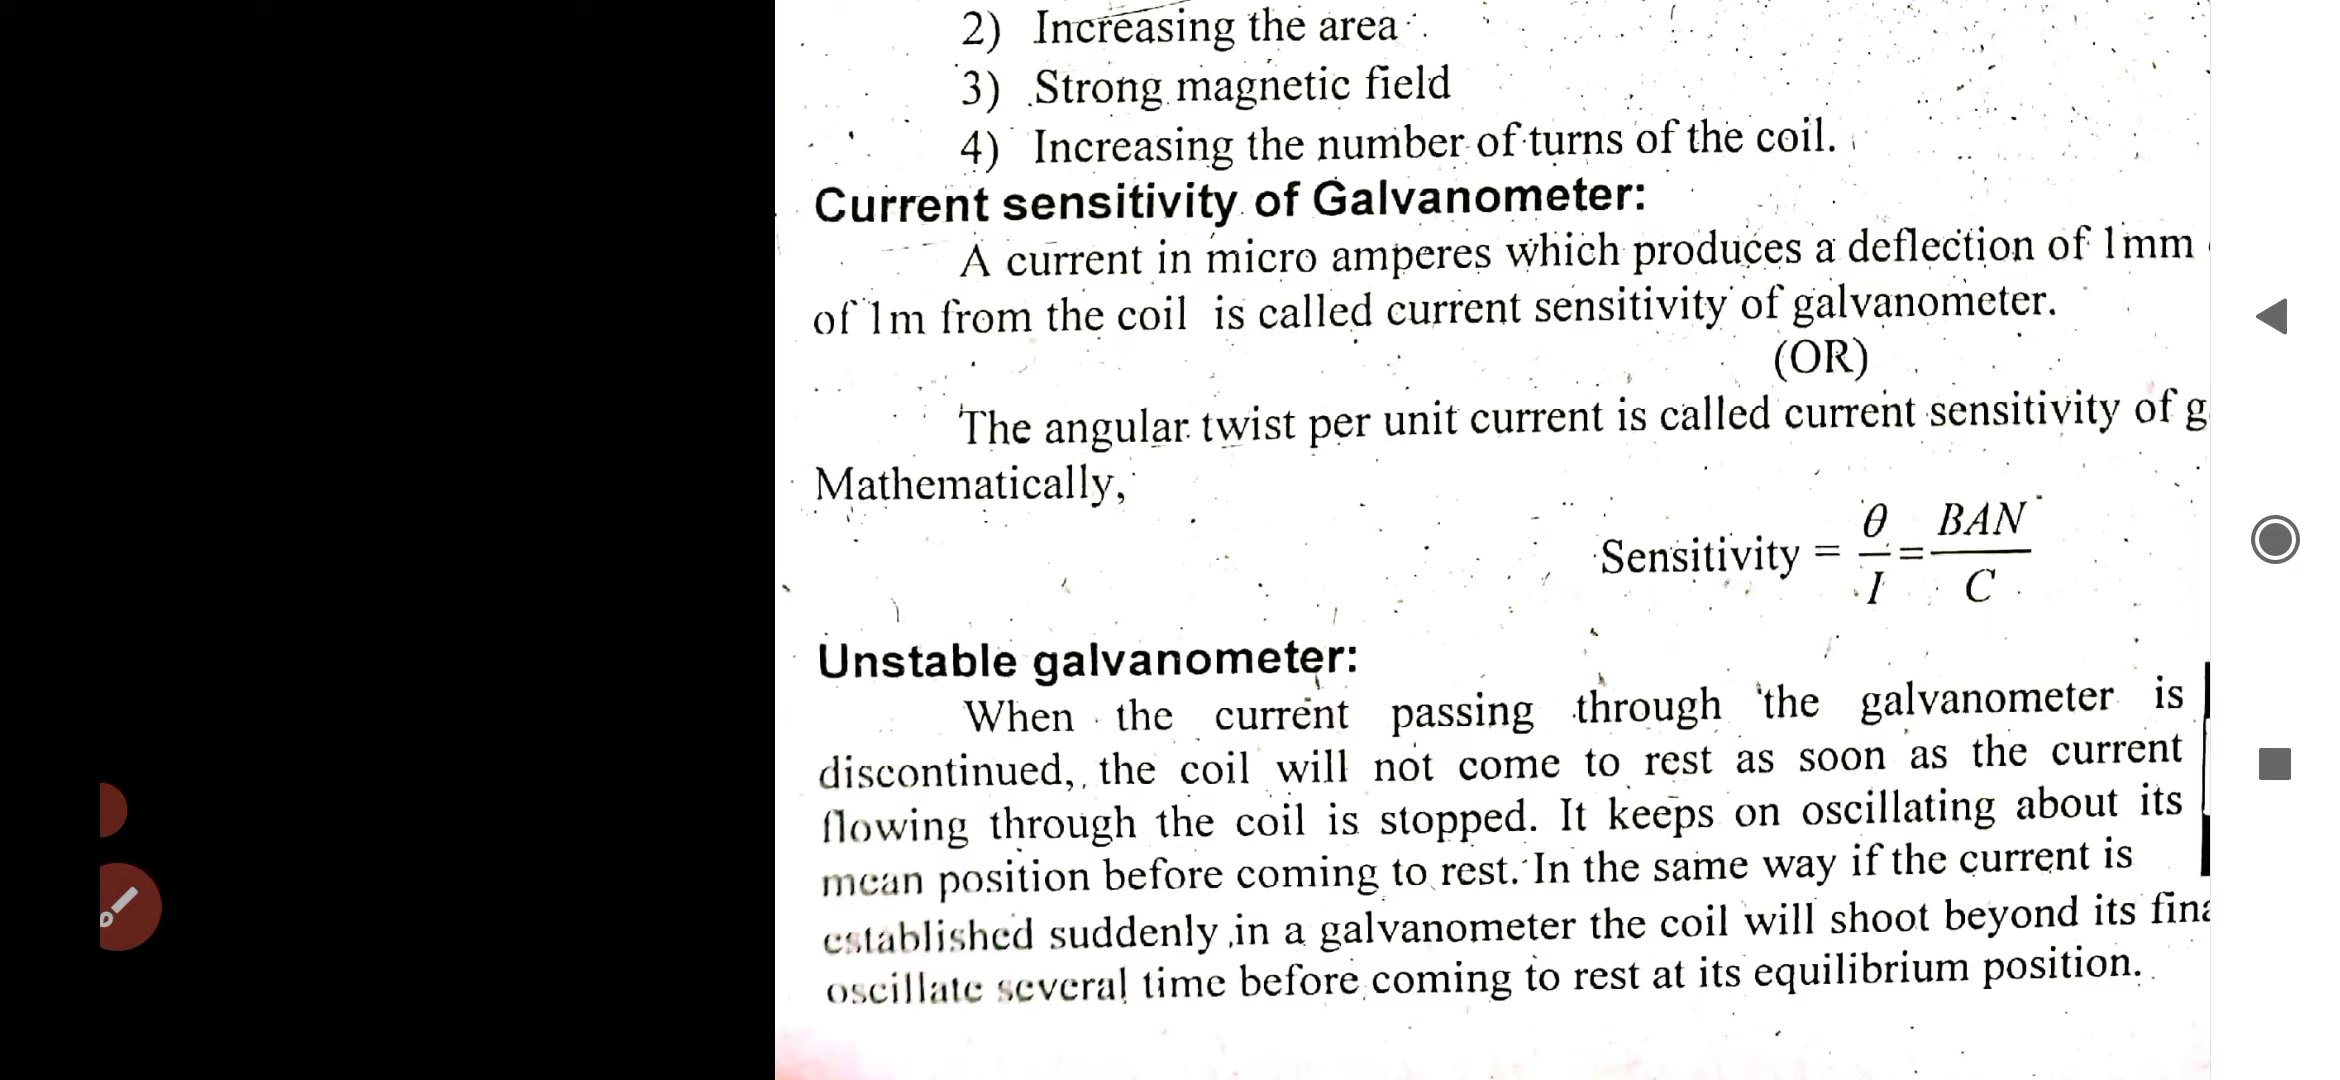 2) Increasing the area
3) Strong magnetic field
4) Increasing the number of turns of the coil.
Current sensitivity of Galvanometer:
A current in micro amperes which produces a deflection of 1mm
of 1m from the coil is called current sensitivity of galvanometer.
(OR)
The angular twist per unit current is called current sensitivity of g
Mathematically,
Sensitivity = θ/I = BAN/C
Unstable galvanometer:
When the current passing through the galvanometer is
discontinued, the coil will not come to rest as soon as the current
flowing through the coil is stopped. It keeps on oscillating about its
mean position before coming to rest. In the same way if the current is
established suddenly in a galvanometer the coil will shoot beyond its fina
oscillate several time before coming to rest at its equilibrium position.